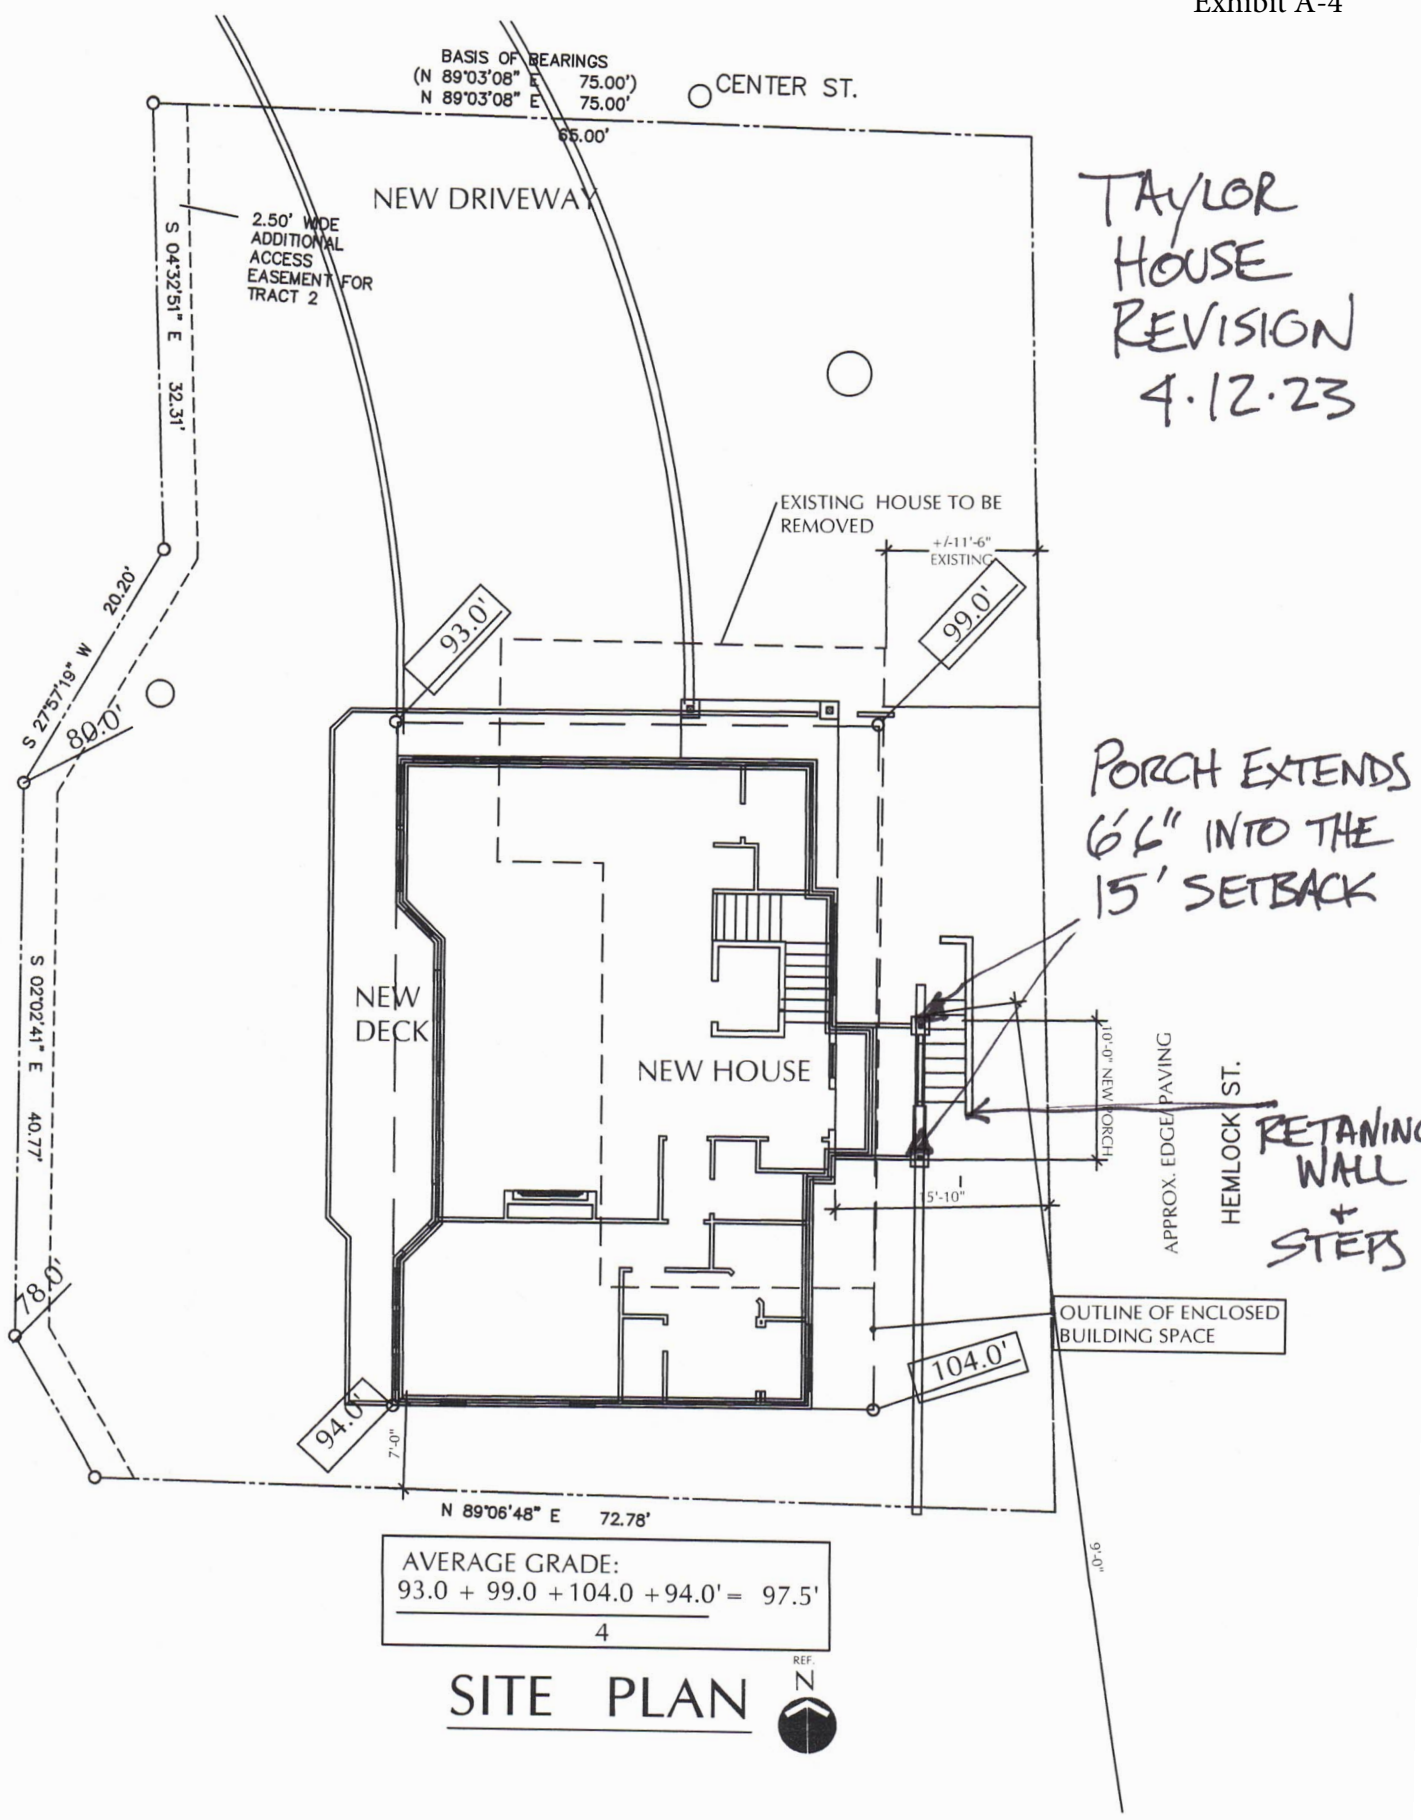 Exhibit A-4
BASIS OF BEARINGS
(N 89°03'08" E 75.00')
N 89°03'08" E 75.00'
CENTER ST.
65.00'
NEW DRIVEWAY
2.50' WIDE
ADDITIONAL
ACCESS
EASEMENT FOR
TRACT 2
S 04°32'51" E 32.31'
TAYLOR
HOUSE
REVISION
4.12.23
EXISTING HOUSE TO BE
REMOVED
+/-11'-6"
EXISTING
20.20'
S 27°57'19" W
93.0'
99.0'
80.0'
PORCH EXTENDS
6'6" INTO THE
15' SETBACK
NEW
DECK
NEW HOUSE
S 02°02'41" E 40.77'
10'-0" NEW PORCH
APPROX. EDGE/PAVING
HEMLOCK ST.
RETANING
WALL
+
STEPS
15'-10"
78.0'
OUTLINE OF ENCLOSED
BUILDING SPACE
104.0'
94.0'
7'-0"
N 89°06'48" E 72.78'
9'-0"
AVERAGE GRADE:
93.0 + 99.0 +104.0 +94.0' = 97.5'
4
REF.
N
SITE PLAN